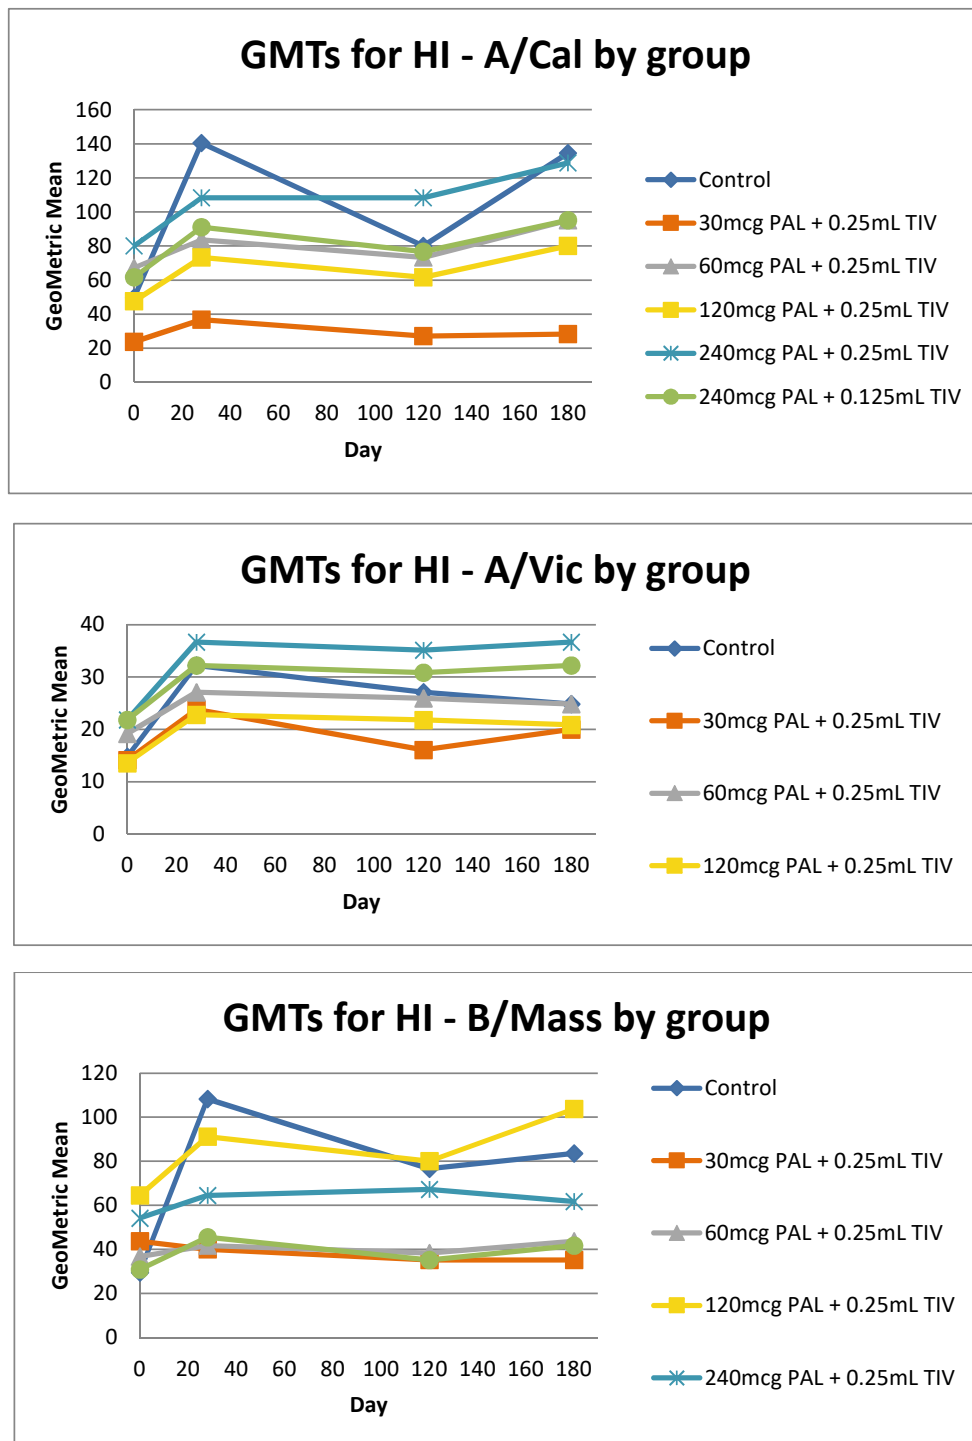 GMTs for HI - A/Cal by group
GeoMetric Mean
160
140
120
100
80
60
40
20
0
0 20 40 60 80 100 120 140 160 180
Day
Control
30mcg PAL + 0.25mL TIV
60mcg PAL + 0.25mL TIV
120mcg PAL + 0.25mL TIV
240mcg PAL + 0.25mL TIV
240mcg PAL + 0.125mL TIV
GMTs for HI - A/Vic by group
GeoMetric Mean
40
30
20
10
0
0 20 40 60 80 100 120 140 160 180
Day
Control
30mcg PAL + 0.25mL TIV
60mcg PAL + 0.25mL TIV
120mcg PAL + 0.25mL TIV
GMTs for HI - B/Mass by group
GeoMetric Mean
120
100
80
60
40
20
0
0 20 40 60 80 100 120 140 160 180
Day
Control
30mcg PAL + 0.25mL TIV
60mcg PAL + 0.25mL TIV
120mcg PAL + 0.25mL TIV
240mcg PAL + 0.25mL TIV